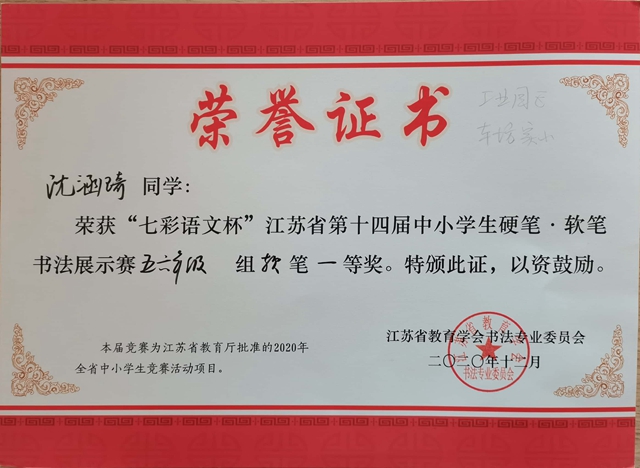 荣誉证书
工业园区
车坊实小
沈涵琦 同学:
荣获“七彩语文杯”江苏省第十四届中小学生硬笔·软笔
书法展示赛五六年级 组软笔一等奖。特颁此证，以资鼓励。
本届竞赛为江苏省教育厅批准的2020年
全省中小学生竞赛活动项目。
江苏省教育学会书法专业委员会
二〇二〇年十二月
书法专业委员会